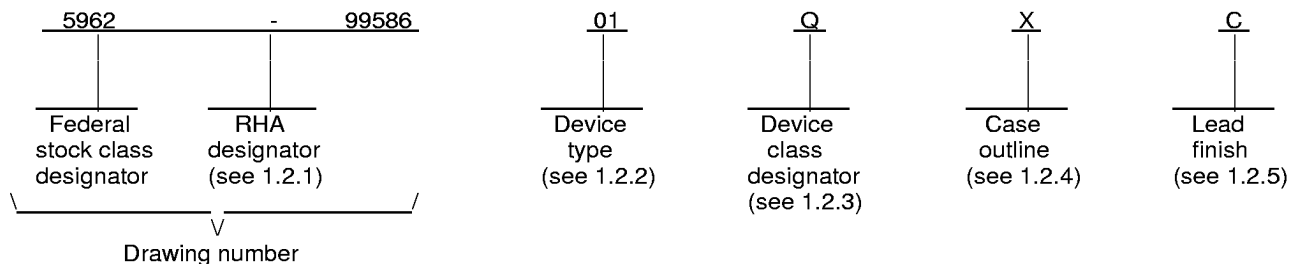 5962 - 99586 01 Q X C
Federal RHA Device Device Case Lead
stock class designator type class outline finish
designator (see 1.2.1) (see 1.2.2) designator (see 1.2.4) (see 1.2.5)
(see 1.2.3)
Drawing number